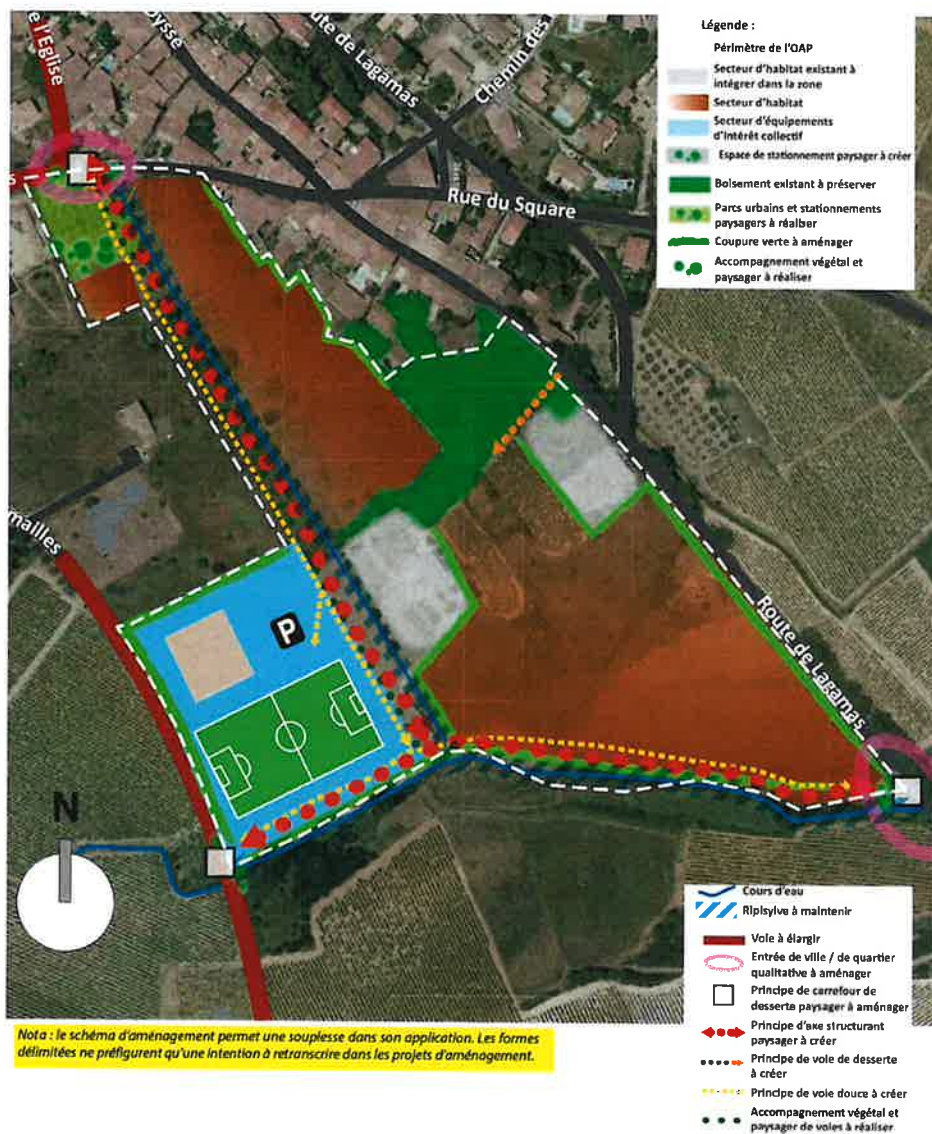 de l'Eglise
oysse
Route de Lagamas
Chemin des
Rue du Square
mailles
P
Route de Lagamas
N
Légende :
Périmètre de l'OAP
Secteur d'habitat existant à
intégrer dans la zone
Secteur d'habitat
Secteur d'équipements
d'intérêt collectif
Espace de stationnement paysager à créer
Boisement existant à préserver
Parcs urbains et stationnements
paysagers à réaliser
Coupure verte à aménager
Accompagnement végétal et
paysager à réaliser
Cours d'eau
Ripisylve à maintenir
Voie à élargir
Entrée de ville / de quartier
qualitative à aménager
Principe de carrefour de
desserte paysager à aménager
Principe d'axe structurant
paysager à créer
Principe de voie de desserte
à créer
Principe de voie douce à créer
Accompagnement végétal et
paysager de voies à réaliser
Nota : le schéma d'aménagement permet une souplesse dans son application. Les formes
délimitées ne préfigurent qu'une intention à retranscrire dans les projets d'aménagement.